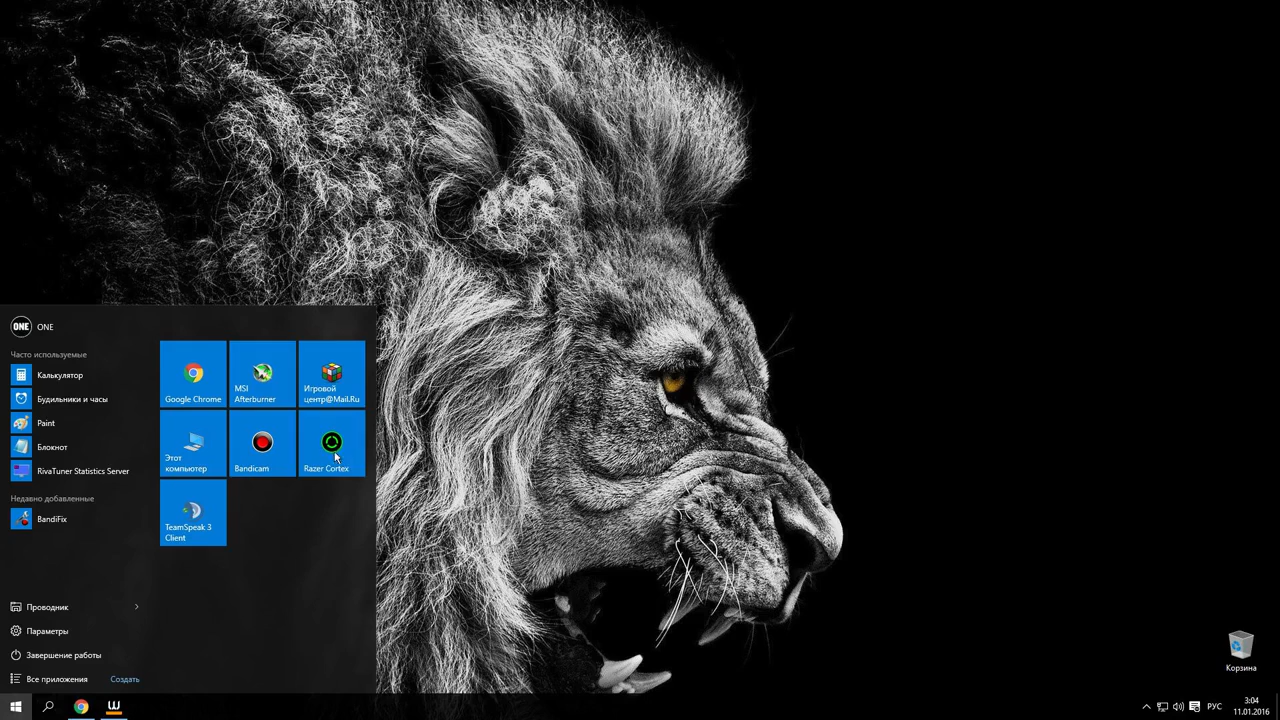 ONE ONE
Часто используемые
Калькулятор
Будильники и часы
Paint
Блокнот
RivaTuner Statistics Server
Недавно добавленные
BandiFix
Проводник
Параметры
Завершение работы
Все приложения Создать
Google Chrome
MSI
Afterburner
Игровой
центр@Mail.Ru
Этот
компьютер
Bandicam
Razer Cortex
TeamSpeak 3
Client
Корзина
W
РУС
3:04
11.01.2016